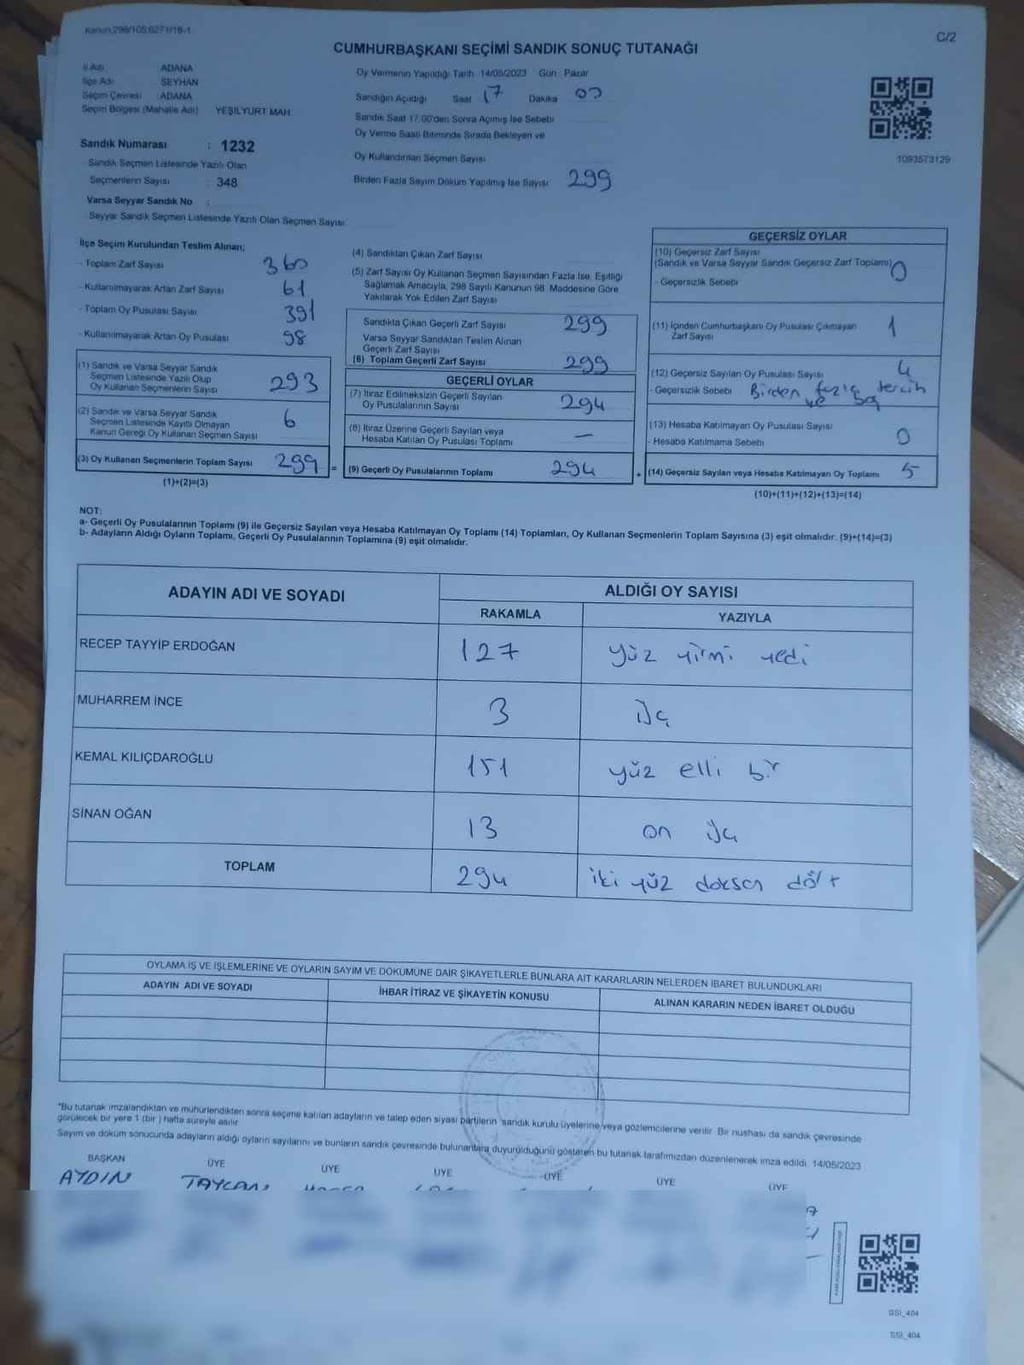 Kanun:298/105;6271/18-1
C/2
CUMHURBAŞKANI SEÇİMİ SANDIK SONUÇ TUTANAĞI
İl Adı : ADANA
İlçe Adı : SEYHAN
Seçim Çevresi : ADANA
Seçim Bölgesi (Mahalle Adı) YEŞİLYURT MAH.
Sandık Numarası : 1232
Sandık Seçmen Listesinde Yazılı Olan
Seçmenlerin Sayısı : 348
Varsa Seyyar Sandık No :
Seyyar Sandık Seçmen Listesinde Yazılı Olan Seçmen Sayısı:
Oy Vermenin Yapıldığı Tarih 14/05/2023 Gün : Pazar
Sandığın Açıldığı Saat 17 Dakika 00
Sandık Saat 17.00'den Sonra Açılmış İse Sebebi
Oy Verme Saati Bitiminde Sırada Bekleyen ve
Oy Kullandırılan Seçmen Sayısı
Birden Fazla Sayım Döküm Yapılmış İse Sayısı 299
1093573129
İlçe Seçim Kurulundan Teslim Alınan;
- Toplam Zarf Sayısı 360
- Kullanılmayarak Artan Zarf Sayısı 61
- Toplam Oy Pusulası Sayısı 391
- Kullanılmayarak Artan Oy Pusulası 98
(1) Sandık ve Varsa Seyyar Sandık
Seçmen Listesinde Yazılı Olup
Oy Kullanan Seçmenlerin Sayısı 293
(2) Sandık ve Varsa Seyyar Sandık
Seçmen Listesinde Kayıtlı Olmayan
Kanun Gereği Oy Kullanan Seçmen Sayısı 6
(3) Oy Kullanan Seçmenlerin Toplam Sayısı 299 =
(1)+(2)=(3)
(4) Sandıktan Çıkan Zarf Sayısı
(5) Zarf Sayısı Oy Kullanan Seçmen Sayısından Fazla İse, Eşitliği
Sağlamak Amacıyla, 298 Sayılı Kanunun 98. Maddesine Göre
Yakılarak Yok Edilen Zarf Sayısı
Sandıkta Çıkan Geçerli Zarf Sayısı 299
Varsa Seyyar Sandıktan Teslim Alınan
Geçerli Zarf Sayısı
(6) Toplam Geçerli Zarf Sayısı 299
GEÇERLİ OYLAR
(7) İtiraz Edilmeksizin Geçerli Sayılan
Oy Pusulalarının Sayısı 294
(8) İtiraz Üzerine Geçerli Sayılan veya
Hesaba Katılan Oy Pusulası Toplamı —
(9) Geçerli Oy Pusulalarının Toplamı 294 +
GEÇERSİZ OYLAR
(10) Geçersiz Zarf Sayısı
(Sandık ve Varsa Seyyar Sandık Geçersiz Zarf Toplamı) 0
- Geçersizlik Sebebi
(11) İçinden Cumhurbaşkanı Oy Pusulası Çıkmayan
Zarf Sayısı 1
(12) Geçersiz Sayılan Oy Pusulası Sayısı 4
- Geçersizlik Sebebi Birden fazla tercih
ve boş
(13) Hesaba Katılmayan Oy Pusulası Sayısı 0
- Hesaba Katılmama Sebebi
(14) Geçersiz Sayılan veya Hesaba Katılmayan Oy Toplamı 5
(10)+(11)+(12)+(13)=(14)
NOT:
a- Geçerli Oy Pusulalarının Toplamı (9) ile Geçersiz Sayılan veya Hesaba Katılmayan Oy Toplamı (14) Toplamları, Oy Kullanan Seçmenlerin Toplam Sayısına (3) eşit olmalıdır. (9)+(14)=(3)
b- Adayların Aldığı Oyların Toplamı, Geçerli Oy Pusulalarının Toplamına (9) eşit olmalıdır.
ADAYIN ADI VE SOYADI ALDIĞI OY SAYISI
RAKAMLA YAZIYLA
RECEP TAYYİP ERDOĞAN 127 yüz yirmi yedi
MUHARREM İNCE 3 üç
KEMAL KILIÇDAROĞLU 151 yüz elli bir
SİNAN OĞAN 13 on üç
TOPLAM 294 iki yüz doksan dört
OYLAMA İŞ VE İŞLEMLERİNE VE OYLARIN SAYIM VE DÖKÜMÜNE DAİR ŞİKAYETLERLE BUNLARA AİT KARARLARIN NELERDEN İBARET BULUNDUKLARI
ADAYIN ADI VE SOYADI İHBAR İTİRAZ VE ŞİKAYETİN KONUSU ALINAN KARARIN NEDEN İBARET OLDUĞU
"Bu tutanak imzalandıktan ve mühürlendikten sonra seçime katılan adayların ve talep eden siyasi partilerin sandık kurulu üyelerine veya gözlemcilerine verilir. Bir nüshası da sandık çevresinde
görülecek bir yere 1 (bir) hafta süreyle asılır.
Sayım ve döküm sonucunda adayların aldığı oyların sayılarını ve bunların sandık çevresinde bulunanlara duyurulduğunu gösteren bu tutanak tarafımızdan düzenlenerek imza edildi. 14/05/2023
BAŞKAN ÜYE ÜYE ÜYE ÜYE ÜYE ÜYE
AYDIN TAYLAN
SSI_404
SSI_404